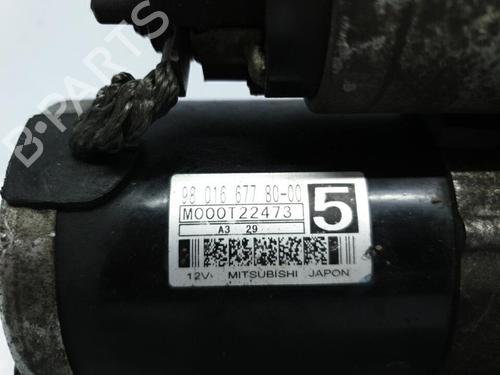 B-PARTS
98 016 677 80-00
M000T22473
5
A3 29
12V MITSUBISHI JAPON